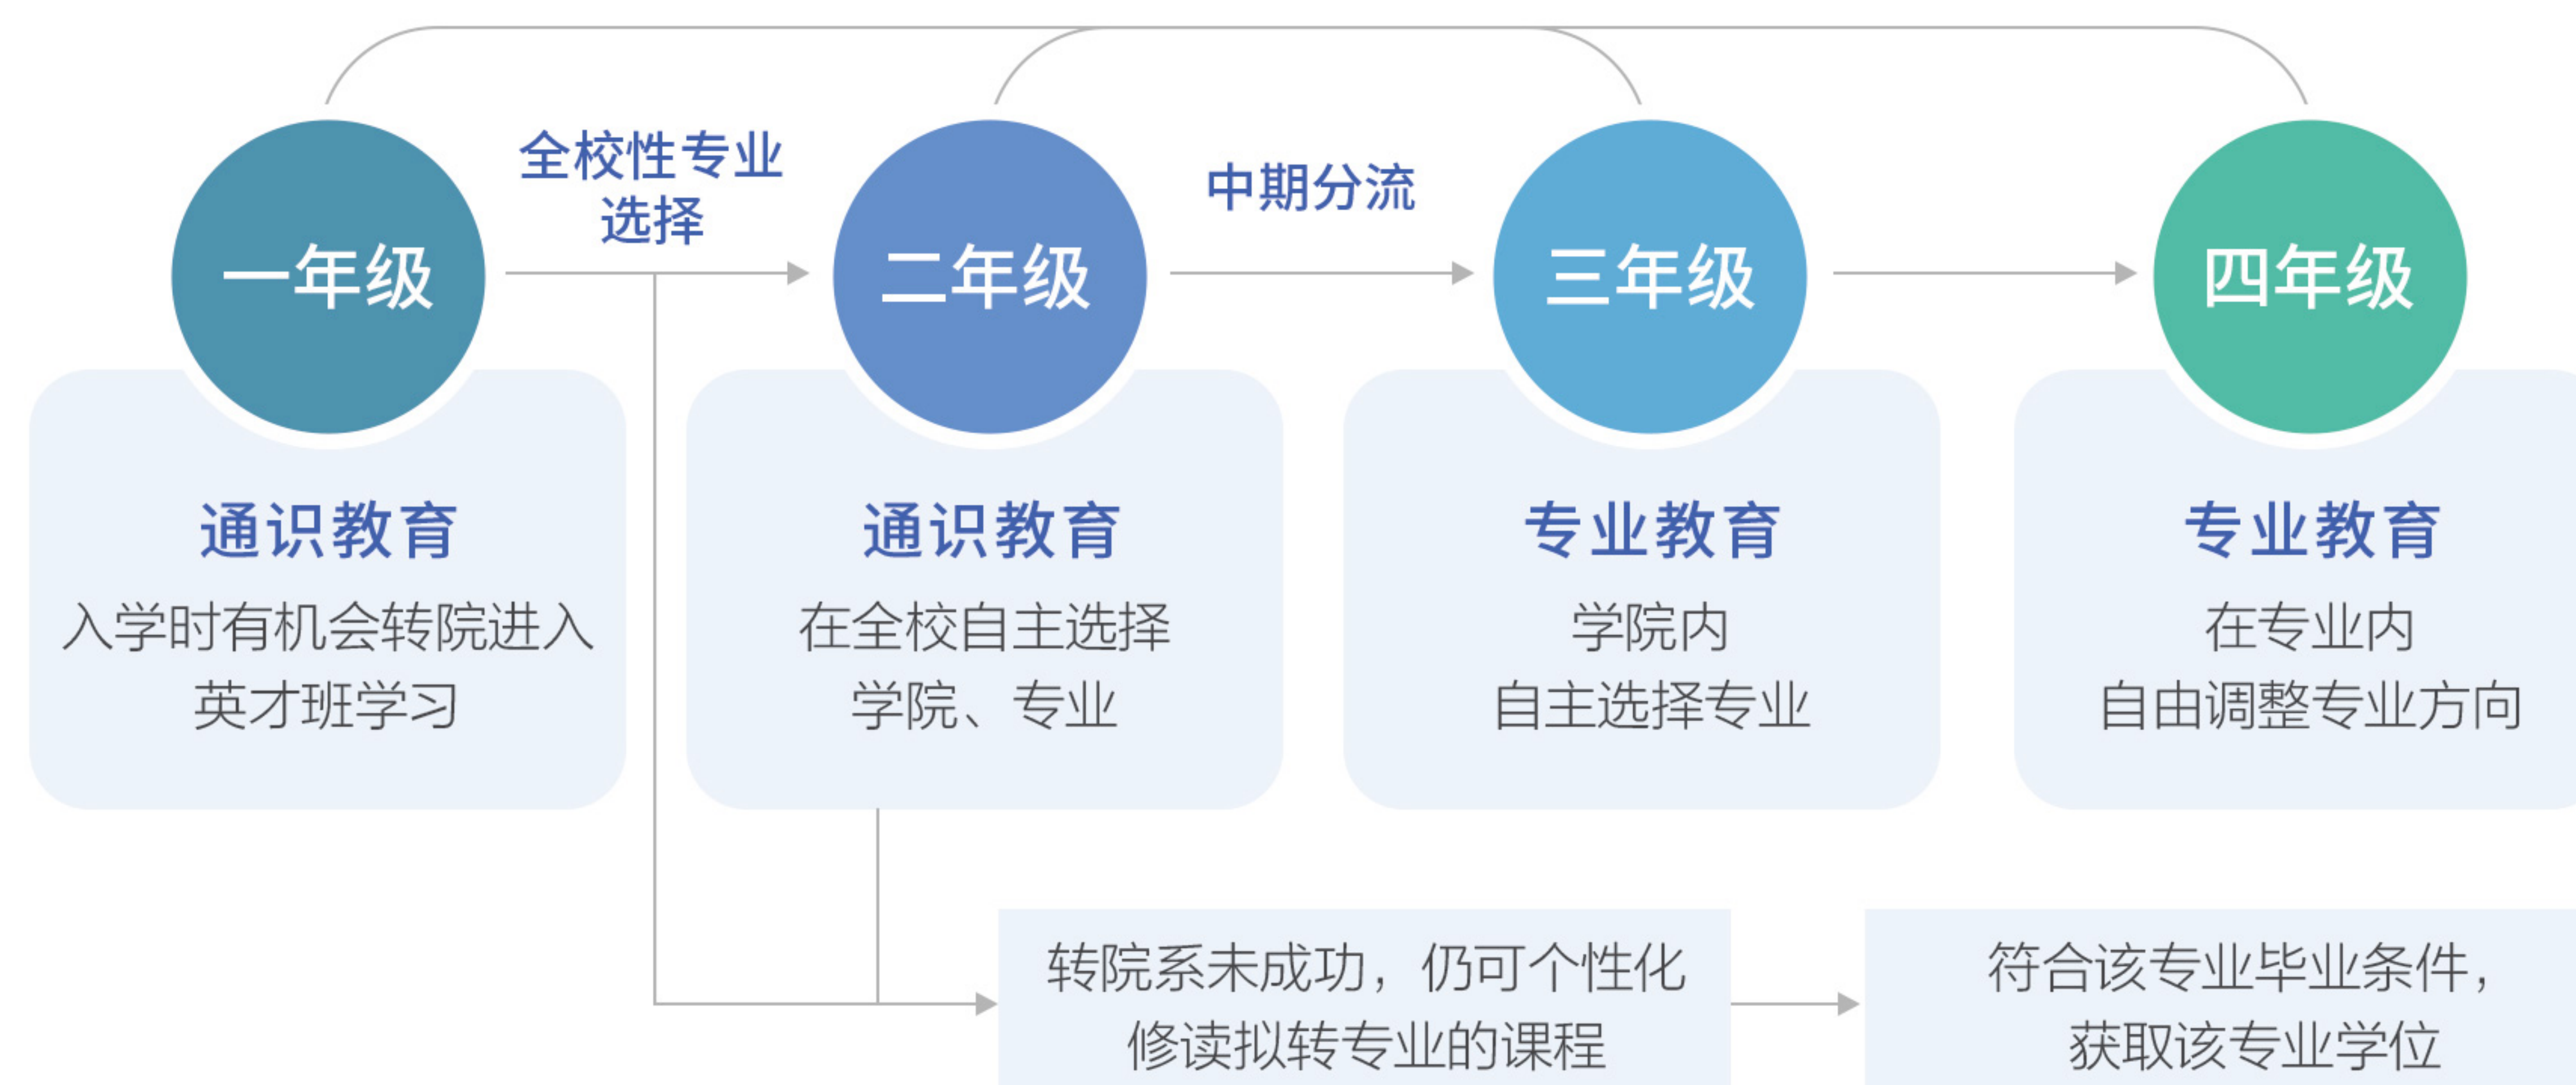 全校性专业
选择
中期分流
一年级
二年级
三年级
四年级
通识教育
入学时有机会转院进入
英才班学习
通识教育
在全校自主选择
学院、专业
专业教育
学院内
自主选择专业
专业教育
在专业内
自由调整专业方向
转院系未成功，仍可个性化
修读拟转专业的课程
符合该专业毕业条件，
获取该专业学位